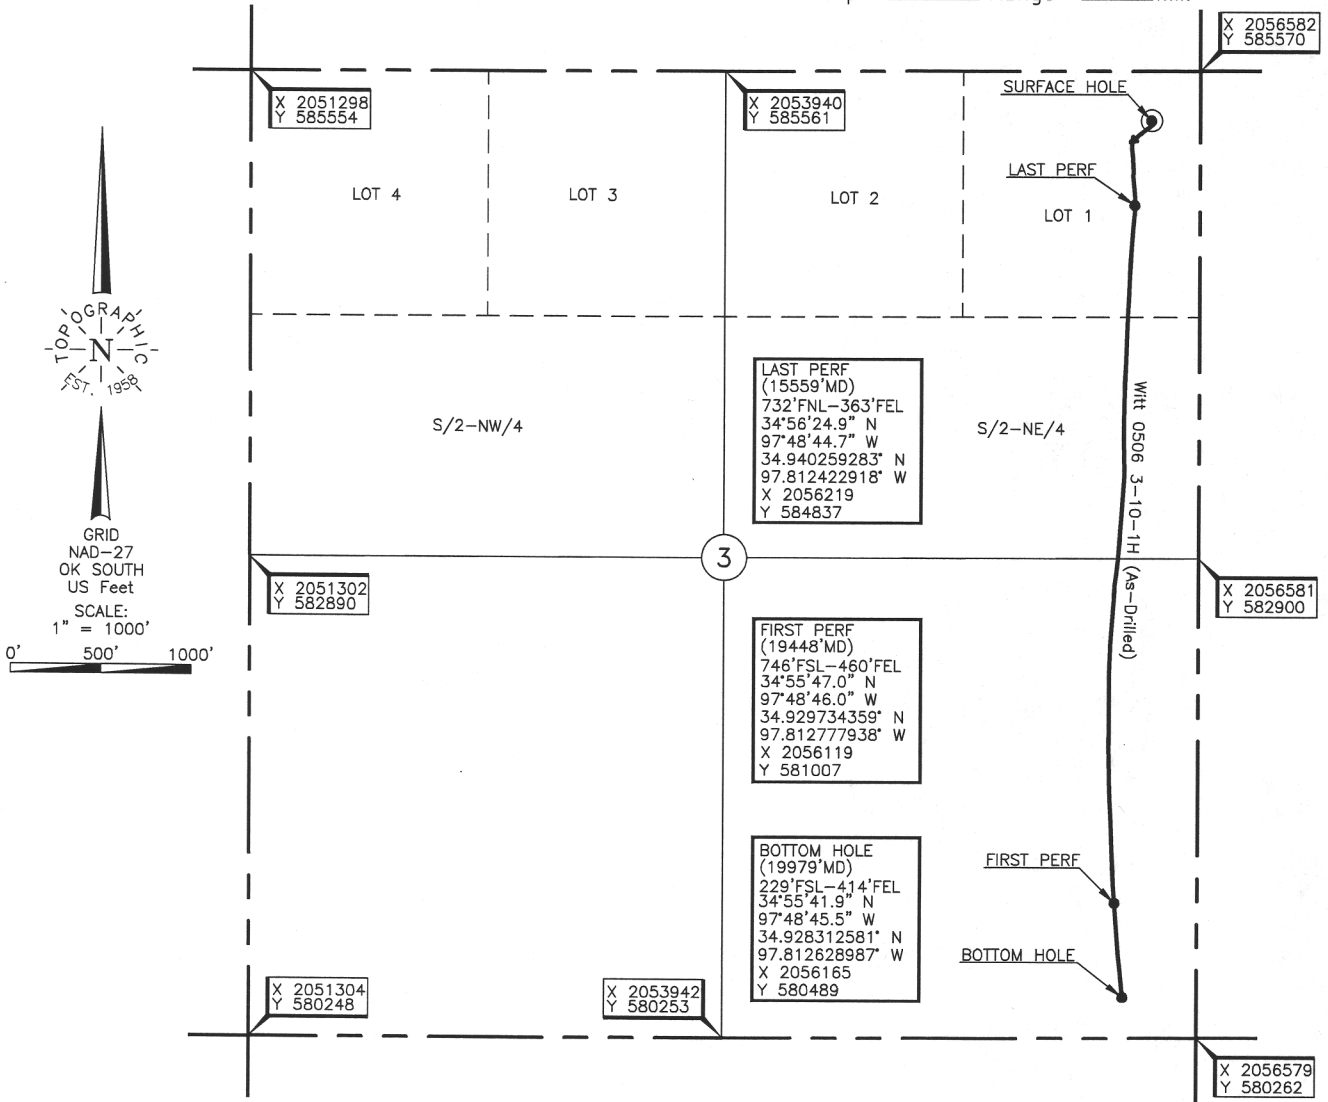 X 2056582
Y 585570
X 2051298
Y 585554
X 2053940
Y 585561
SURFACE HOLE
LAST PERF
LOT 4
LOT 3
LOT 2
LOT 1
TOPOGRAPHIC
N
EST. 1958
GRID
NAD-27
OK SOUTH
US Feet
SCALE:
1" = 1000'
0' 500' 1000'
S/2-NW/4
S/2-NE/4
LAST PERF
(15559'MD)
732'FNL-363'FEL
34°56'24.9" N
97°48'44.7" W
34.940259283° N
97.812422918° W
X 2056219
Y 584837
Witt 0506 3-10-1H (As-Drilled)
3
X 2051302
Y 582890
X 2056581
Y 582900
FIRST PERF
(19448'MD)
746'FSL-460'FEL
34°55'47.0" N
97°48'46.0" W
34.929734359° N
97.812777938° W
X 2056119
Y 581007
BOTTOM HOLE
(19979'MD)
229'FSL-414'FEL
34°55'41.9" N
97°48'45.5" W
34.928312581° N
97.812628987° W
X 2056165
Y 580489
FIRST PERF
BOTTOM HOLE
X 2051304
Y 580248
X 2053942
Y 580253
X 2056579
Y 580262